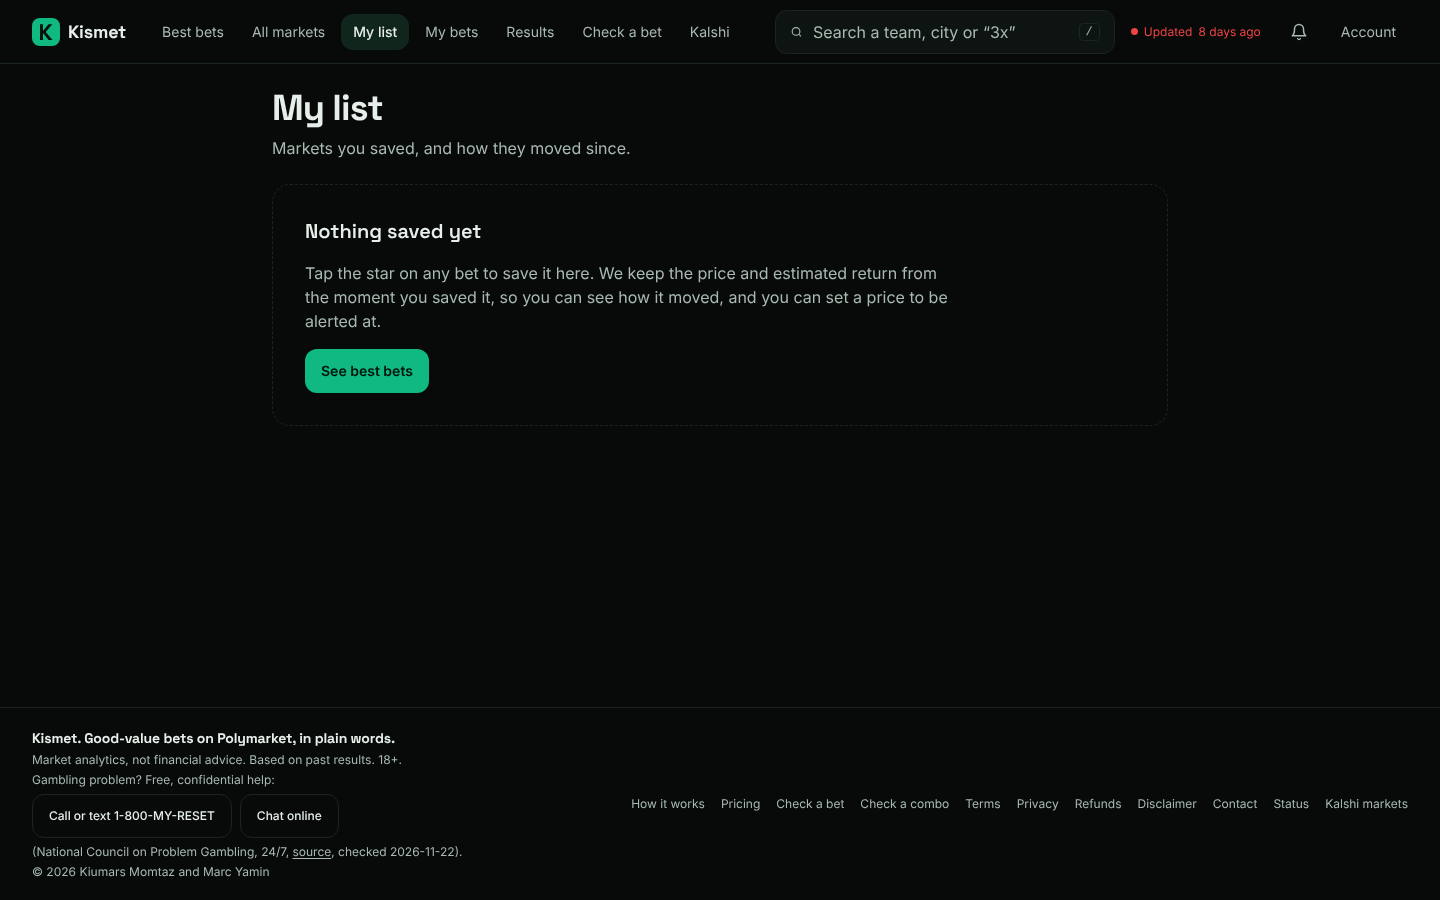 K Kismet Best bets All markets My list My bets Results Check a bet Kalshi Search a team, city or “3x” / Updated 8 days ago Account
My list
Markets you saved, and how they moved since.
Nothing saved yet
Tap the star on any bet to save it here. We keep the price and estimated return from
the moment you saved it, so you can see how it moved, and you can set a price to be
alerted at.
See best bets
Kismet. Good-value bets on Polymarket, in plain words.
Market analytics, not financial advice. Based on past results. 18+.
Gambling problem? Free, confidential help:
Call or text 1-800-MY-RESET Chat online
(National Council on Problem Gambling, 24/7, source, checked 2026-11-22).
© 2026 Kiumars Momtaz and Marc Yamin
How it works Pricing Check a bet Check a combo Terms Privacy Refunds Disclaimer Contact Status Kalshi markets